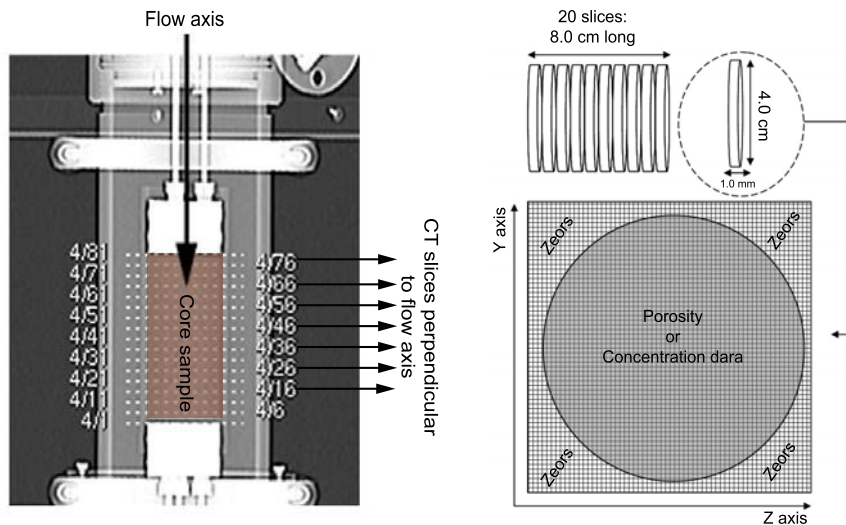 Flow axis
4/81
4/71
4/61
4/51
4/41
4/31
4/21
4/11
4/1
4/76
4/66
4/56
4/46
4/36
4/26
4/16
4/6
Core sample
CT slices perpendicular
to flow axis
20 slices:
8.0 cm long
4.0 cm
1.0 mm
Y axis
Zeors
Zeors
Porosity
or
Concentration dara
Zeors
Zeors
Z axis